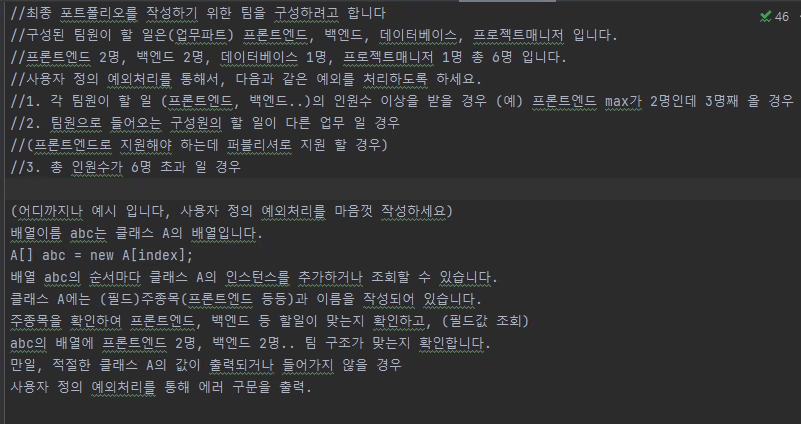 //최종 포트폴리오를 작성하기 위한 팀을 구성하려고 합니다
//구성된 팀원이 할 일은(업무파트) 프론트엔드, 백엔드, 데이터베이스, 프로젝트매니저 입니다.
//프론트엔드 2명, 백엔드 2명, 데이터베이스 1명, 프로젝트매니저 1명 총 6명 입니다.
//사용자 정의 예외처리를 통해서, 다음과 같은 예외를 처리하도록 하세요.
//1. 각 팀원이 할 일 (프론트엔드, 백엔드..)의 인원수 이상을 받을 경우 (예) 프론트엔드 max가 2명인데 3명째 올 경우
//2. 팀원으로 들어오는 구성원의 할 일이 다른 업무 일 경우
//(프론트엔드로 지원해야 하는데 퍼블리셔로 지원 할 경우)
//3. 총 인원수가 6명 초과 일 경우
(어디까지나 예시 입니다, 사용자 정의 예외처리를 마음껏 작성하세요)
배열이름 abc는 클래스 A의 배열입니다.
A[] abc = new A[index];
배열 abc의 순서마다 클래스 A의 인스턴스를 추가하거나 조회할 수 있습니다.
클래스 A에는 (필드)주종목(프론트엔드 등등)과 이름을 작성되어 있습니다.
주종목을 확인하여 프론트엔드, 백엔드 등 할일이 맞는지 확인하고, (필드값 조회)
abc의 배열에 프론트엔드 2명, 백엔드 2명.. 팀 구조가 맞는지 확인합니다.
만일, 적절한 클래스 A의 값이 출력되거나 들어가지 않을 경우
사용자 정의 예외처리를 통해 에러 구문을 출력.
46